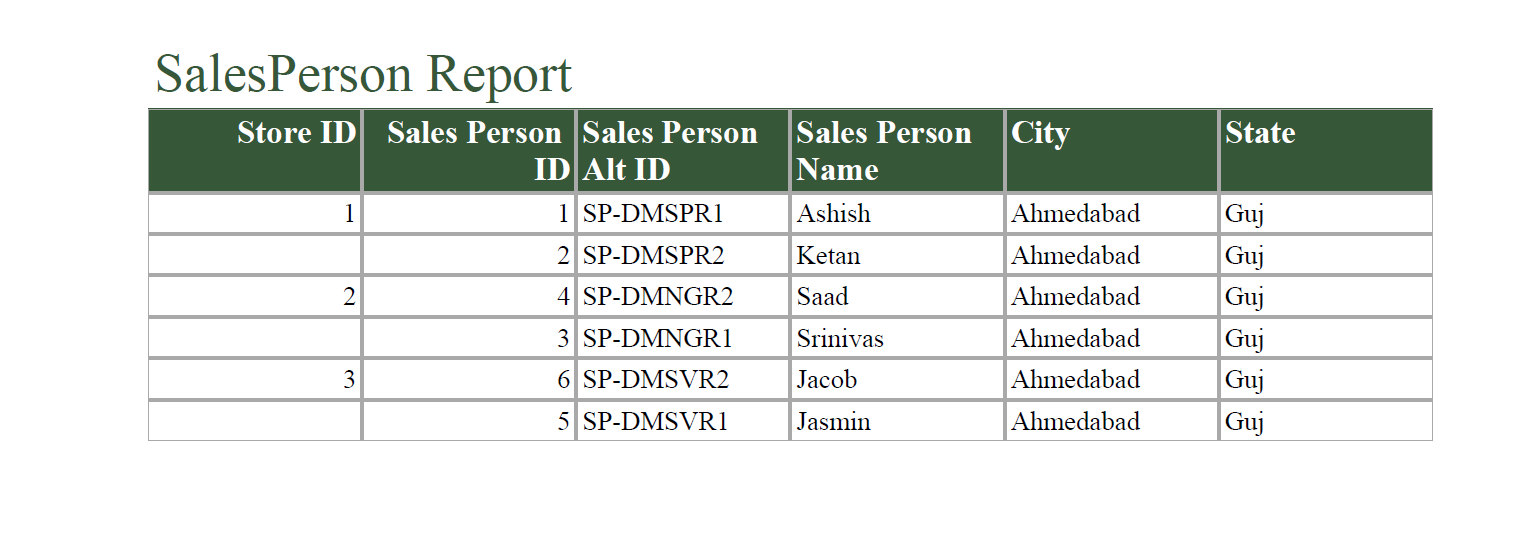 SalesPerson Report
Store ID Sales Person ID Sales Person Alt ID Sales Person Name City State
1 1 SP-DMSPR1 Ashish Ahmedabad Guj
2 SP-DMSPR2 Ketan Ahmedabad Guj
2 4 SP-DMNGR2 Saad Ahmedabad Guj
3 SP-DMNGR1 Srinivas Ahmedabad Guj
3 6 SP-DMSVR2 Jacob Ahmedabad Guj
5 SP-DMSVR1 Jasmin Ahmedabad Guj